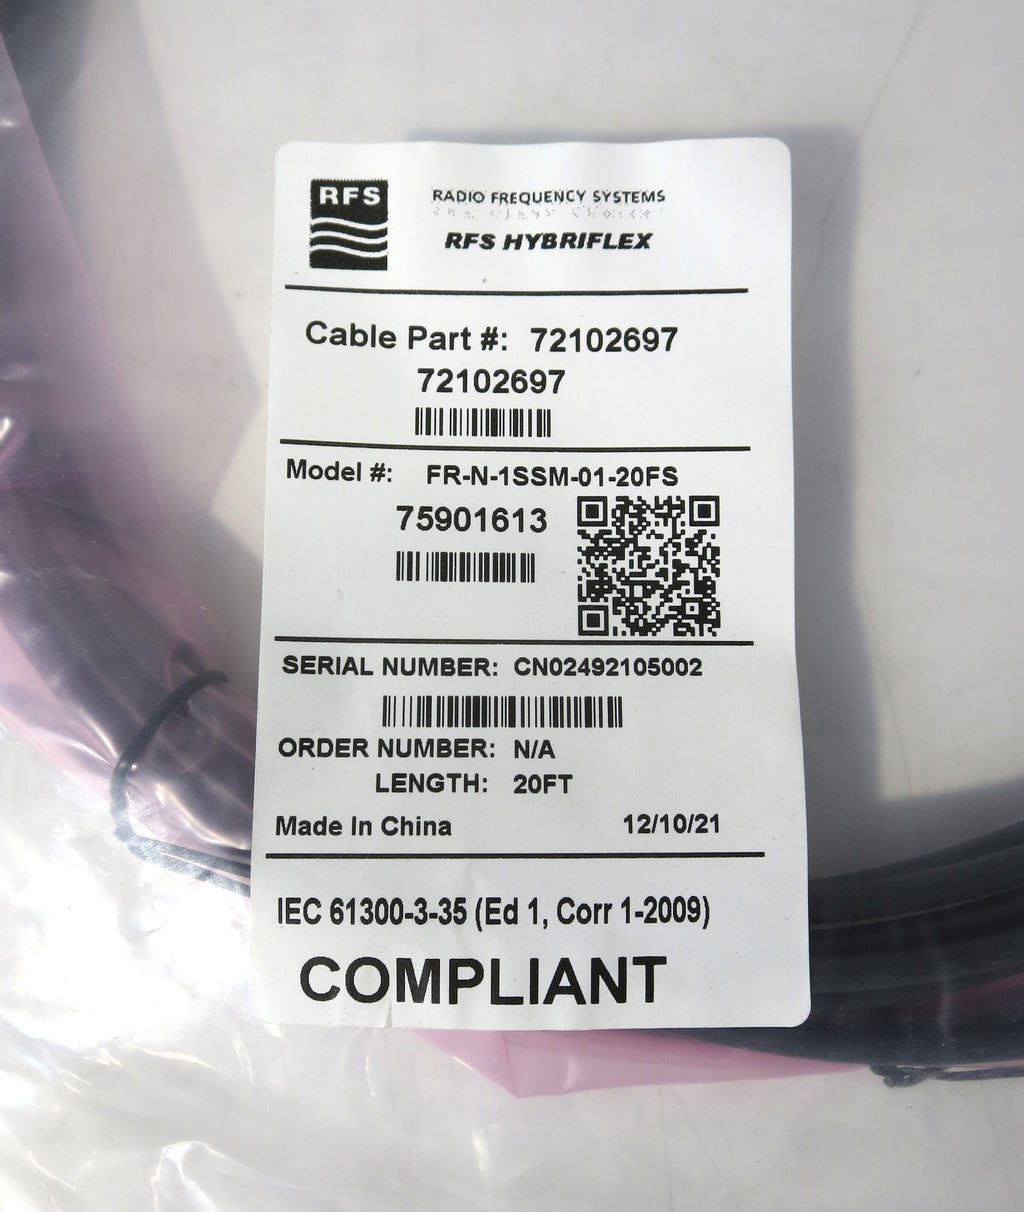 RFS
RADIO FREQUENCY SYSTEMS
RFS HYBRIFLEX
Cable Part #: 72102697
72102697
Model #: FR-N-1SSM-01-20FS
75901613
SERIAL NUMBER: CN02492105002
ORDER NUMBER: N/A
LENGTH: 20FT
Made In China 12/10/21
IEC 61300-3-35 (Ed 1, Corr 1-2009)
COMPLIANT